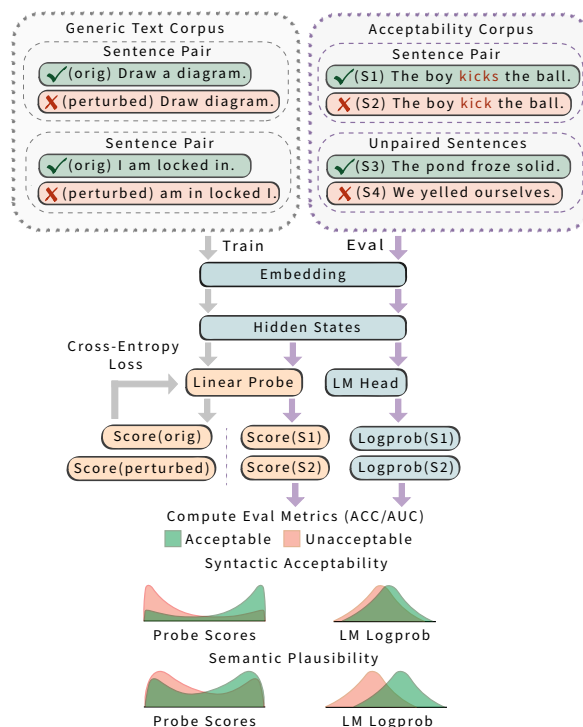 Generic Text Corpus
Sentence Pair
(orig) Draw a diagram.
(perturbed) Draw diagram.
Sentence Pair
(orig) I am locked in.
(perturbed) am in locked I.
Acceptability Corpus
Sentence Pair
(S1) The boy kicks the ball.
(S2) The boy kick the ball.
Unpaired Sentences
(S3) The pond froze solid.
(S4) We yelled ourselves.
Train
Eval
Embedding
Hidden States
Cross-Entropy
Loss
Linear Probe
LM Head
Score(orig)
Score(perturbed)
Score(S1)
Score(S2)
Logprob(S1)
Logprob(S2)
Compute Eval Metrics (ACC/AUC)
Acceptable
Unacceptable
Syntactic Acceptability
Probe Scores
LM Logprob
Semantic Plausibility
Probe Scores
LM Logprob